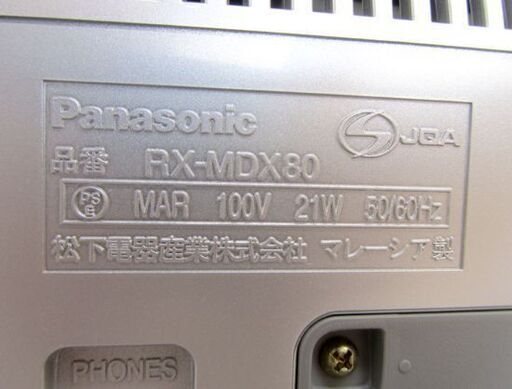 Panasonic
JQA
品番 RX-MDX80
PS E MAR 100V 21W 50/60Hz
松下電器産業株式会社 マレーシア製
PHONES